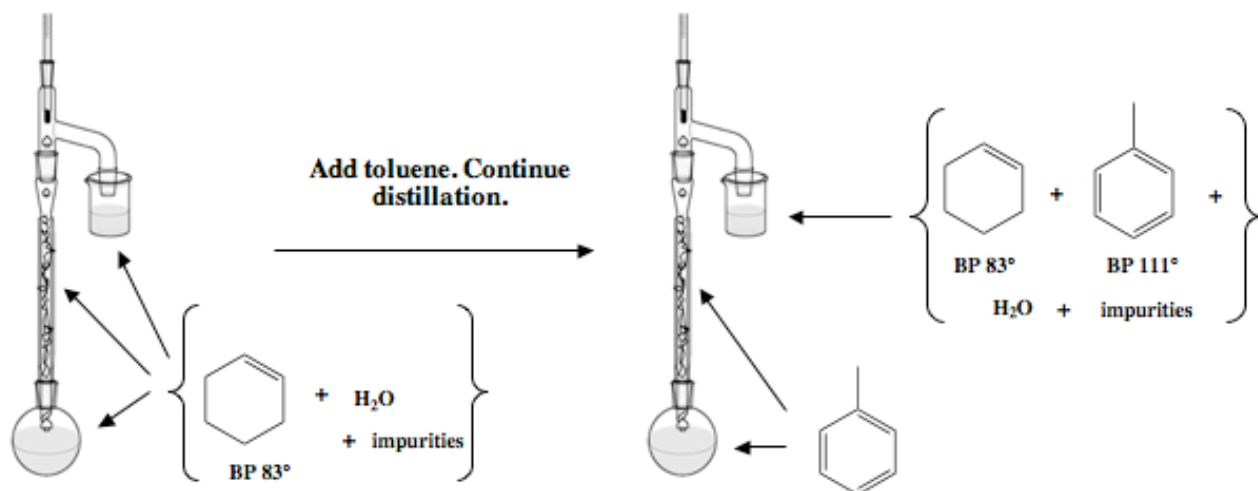 Add toluene. Continue
distillation.
+
H₂O
+ impurities
BP 83°
+
+
BP 83°
BP 111°
H₂O + impurities